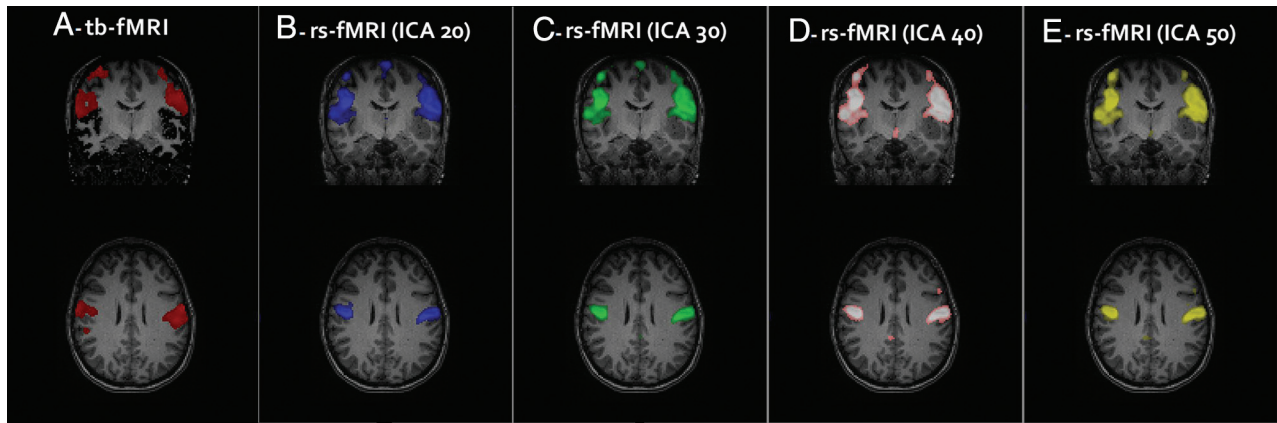 A- tb-fMRI
B- rs-fMRI (ICA 20)
C- rs-fMRI (ICA 30)
D- rs-fMRI (ICA 40)
E- rs-fMRI (ICA 50)